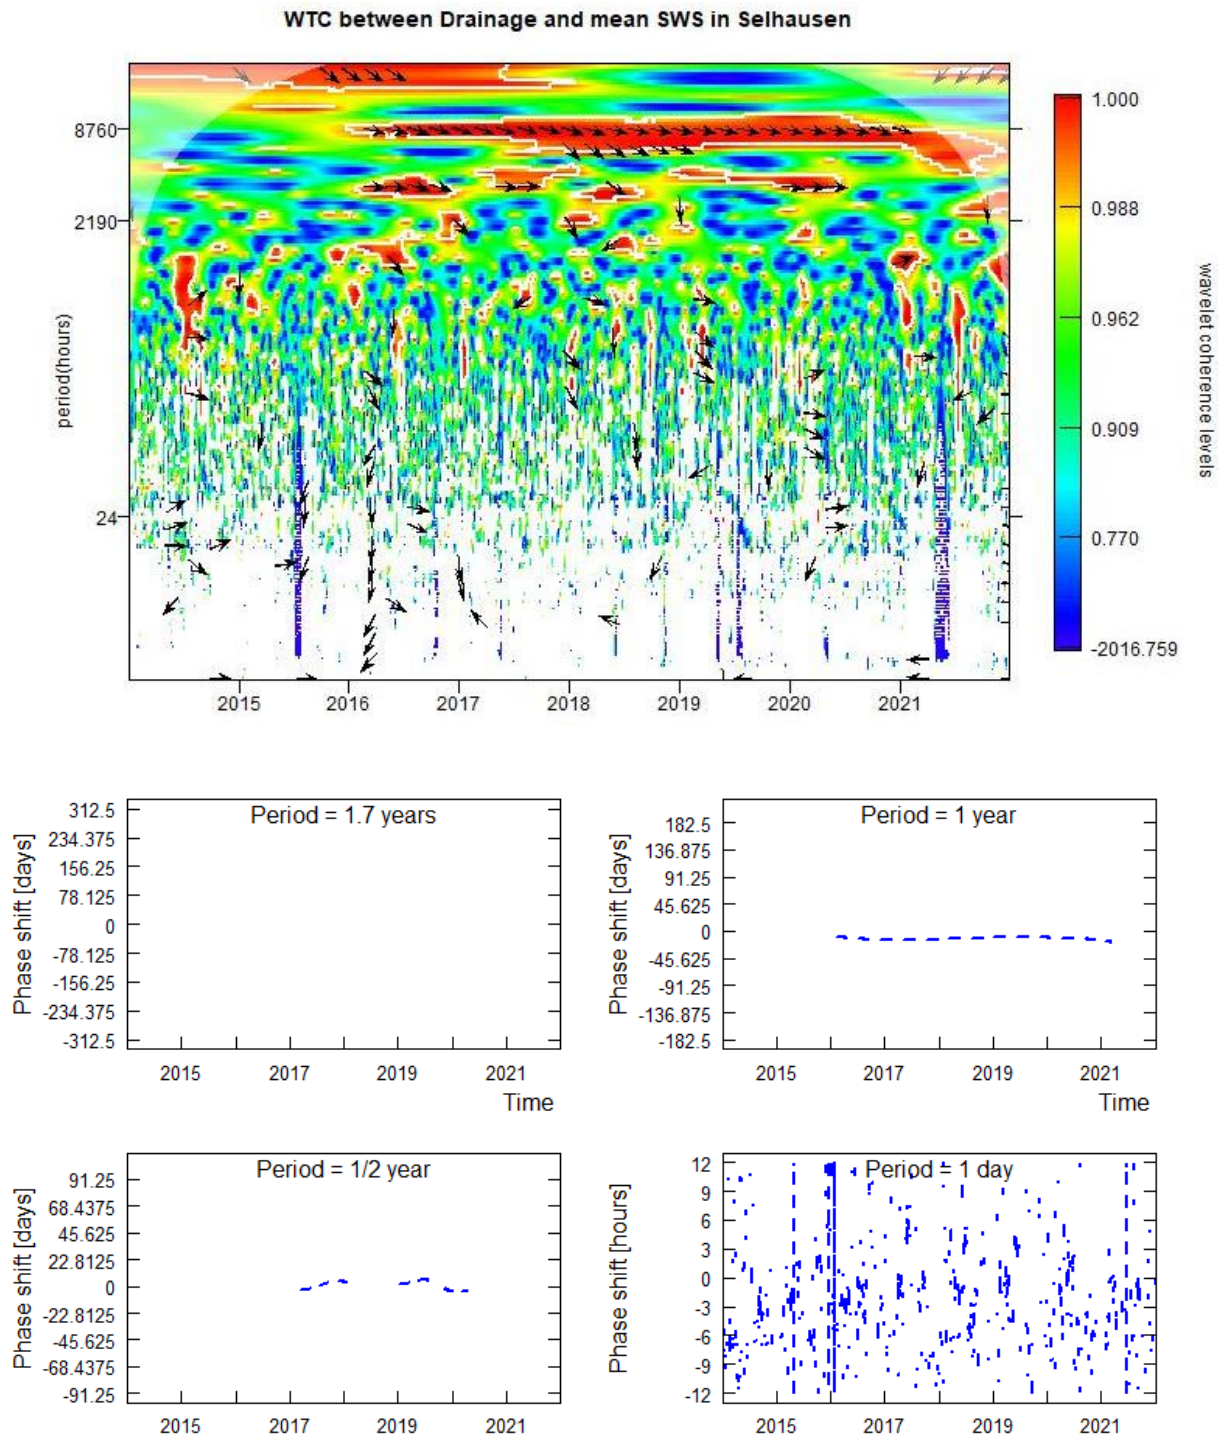 WTC between Drainage and mean SWS in Selhausen
period(hours)
8760
2190
24
2015 2016 2017 2018 2019 2020 2021
1.000
0.988
0.962
0.909
0.770
-2016.759
wavelet coherence levels
Period = 1.7 years
Phase shift [days]
312.5
234.375
156.25
78.125
0
-78.125
-156.25
-234.375
-312.5
2015 2017 2019 2021
Time
Period = 1 year
Phase shift [days]
182.5
136.875
91.25
45.625
0
-45.625
-91.25
-136.875
-182.5
2015 2017 2019 2021
Time
Period = 1/2 year
Phase shift [days]
91.25
68.4375
45.625
22.8125
0
-22.8125
-45.625
-68.4375
-91.25
2015 2017 2019 2021
Period = 1 day
Phase shift [hours]
12
9
6
3
0
-3
-6
-9
-12
2015 2017 2019 2021